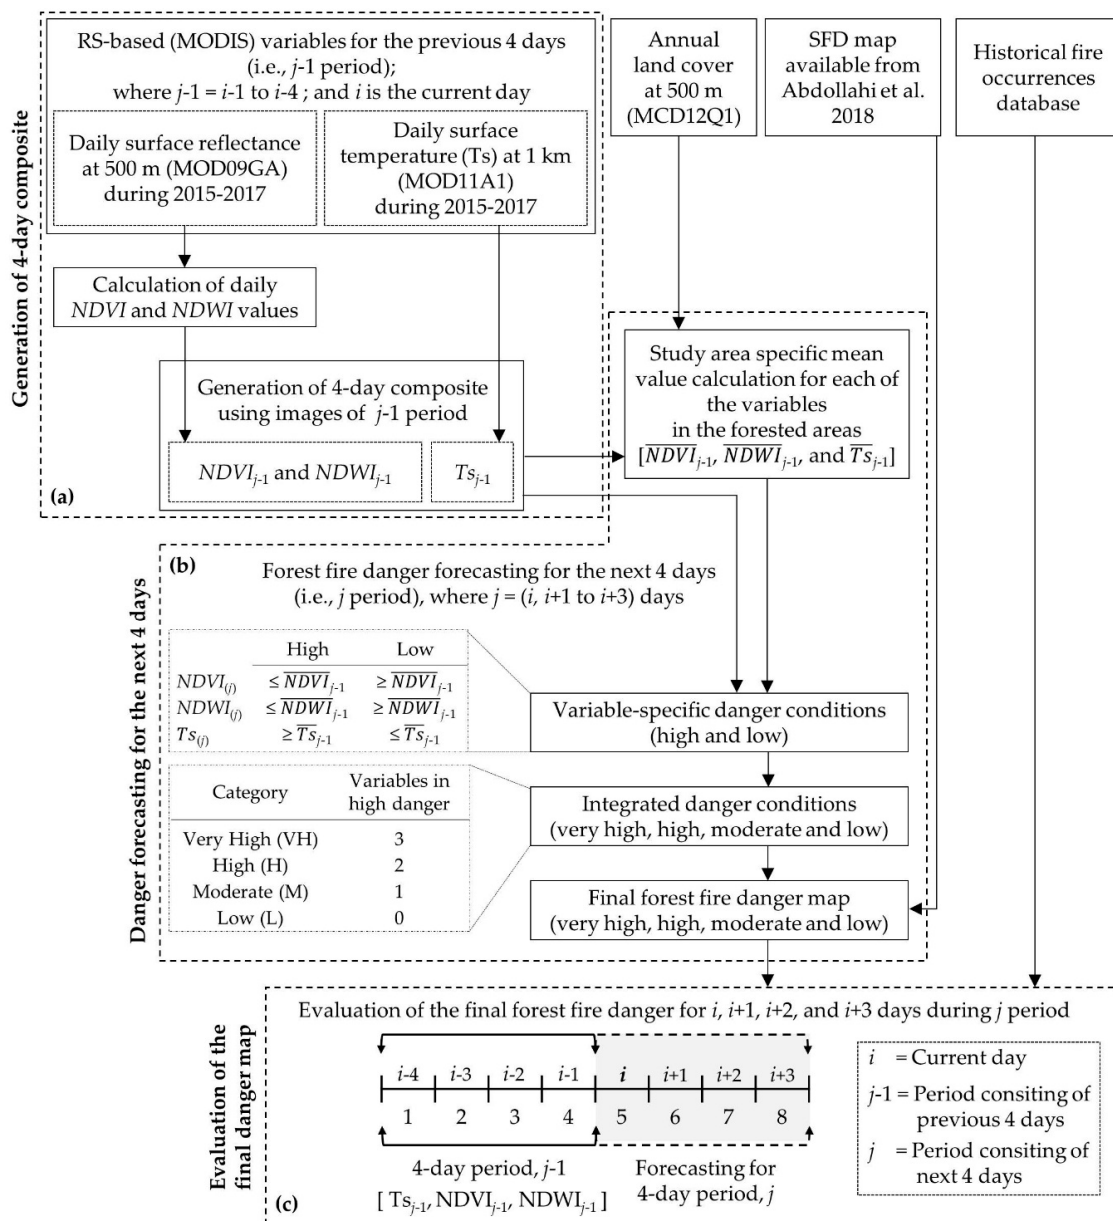 RS-based (MODIS) variables for the previous 4 days
(i.e., j-1 period);
where j-1 = i-1 to i-4 ; and i is the current day
Daily surface reflectance
at 500 m (MOD09GA)
during 2015-2017
Daily surface
temperature (Ts) at 1 km
(MOD11A1)
during 2015-2017
Annual
land cover
at 500 m
(MCD12Q1)
SFD map
available from
Abdollahi et al.
2018
Historical fire
occurrences
database
Generation of 4-day composite
Calculation of daily
NDVI and NDWI values
Generation of 4-day composite
using images of j-1 period
NDVIj-1 and NDWIj-1
Tsj-1
(a)
Study area specific mean
value calculation for each of
the variables
in the forested areas
[N̅D̅V̅I̅j-1, N̅D̅W̅I̅j-1, and T̅s̅j-1]
Danger forecasting for the next 4 days
(b)
Forest fire danger forecasting for the next 4 days
(i.e., j period), where j = (i, i+1 to i+3) days
High Low
NDVI(j) ≤ N̅D̅V̅I̅j-1 ≥ N̅D̅V̅I̅j-1
NDWI(j) ≤ N̅D̅W̅I̅j-1 ≥ N̅D̅W̅I̅j-1
Ts(j) ≥ T̅s̅j-1 ≤ T̅s̅j-1
Variable-specific danger conditions
(high and low)
Category
Variables in
high danger
Very High (VH) 3
High (H) 2
Moderate (M) 1
Low (L) 0
Integrated danger conditions
(very high, high, moderate and low)
Final forest fire danger map
(very high, high, moderate and low)
Evaluation of the
final danger map
Evaluation of the final forest fire danger for i, i+1, i+2, and i+3 days during j period
i-4 i-3 i-2 i-1 i i+1 i+2 i+3
1 2 3 4 5 6 7 8
4-day period, j-1
[ Tsj-1, NDVIj-1, NDWIj-1 ]
Forecasting for
4-day period, j
i = Current day
j-1 = Period consiting of
previous 4 days
j = Period consiting of
next 4 days
(c)